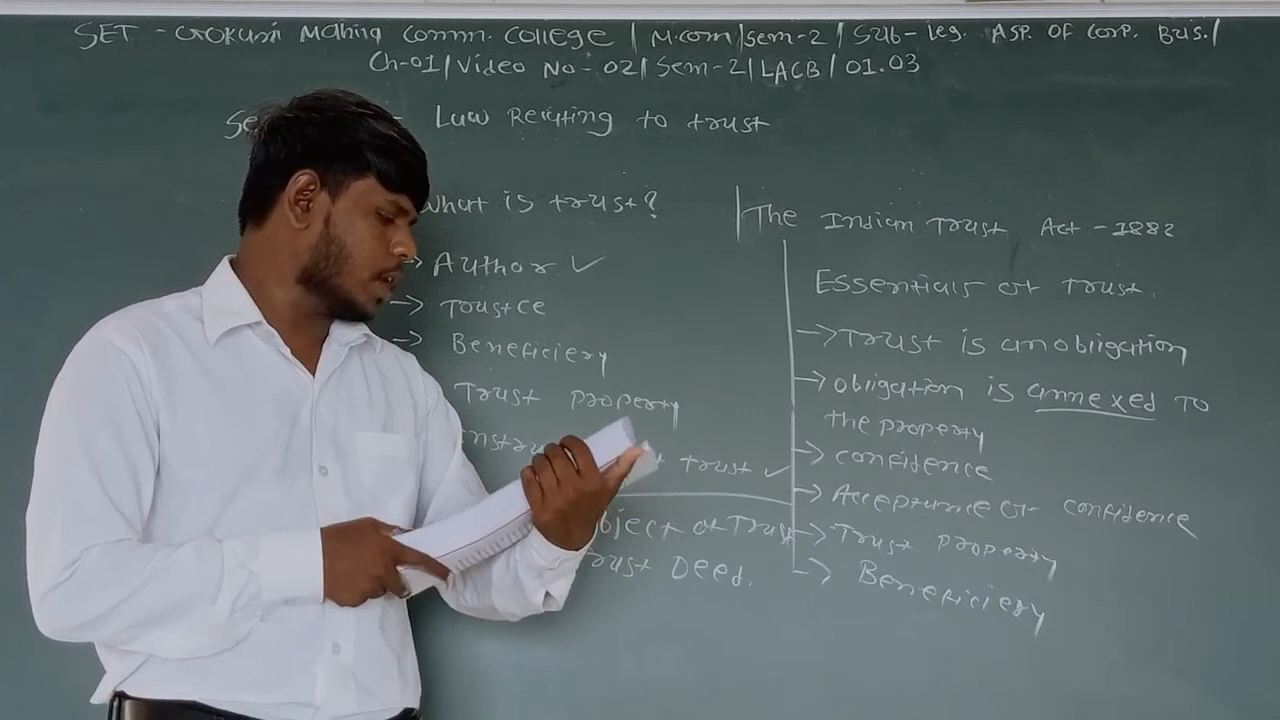 SET - Gokuri Mahila Comm. College | M.com | sem-2 | Sub- Leg. Asp. of Corp. Bus. |
Ch-01 | Video No:- 02 | Sem-2 | LACB | 01.03
Law Relating to trust
What is trust?
→ Author ✓
→ Trustee
→ Beneficiery
Trust property
trust ✓
object of Trust
Trust Deed.
The Indian Trust Act - 1882
Essentials of trust.
→ Trust is an obligation
→ obligation is annexed to
the property
→ confidence
→ Acceptance of confidence
→ Trust property
→ Beneficiery